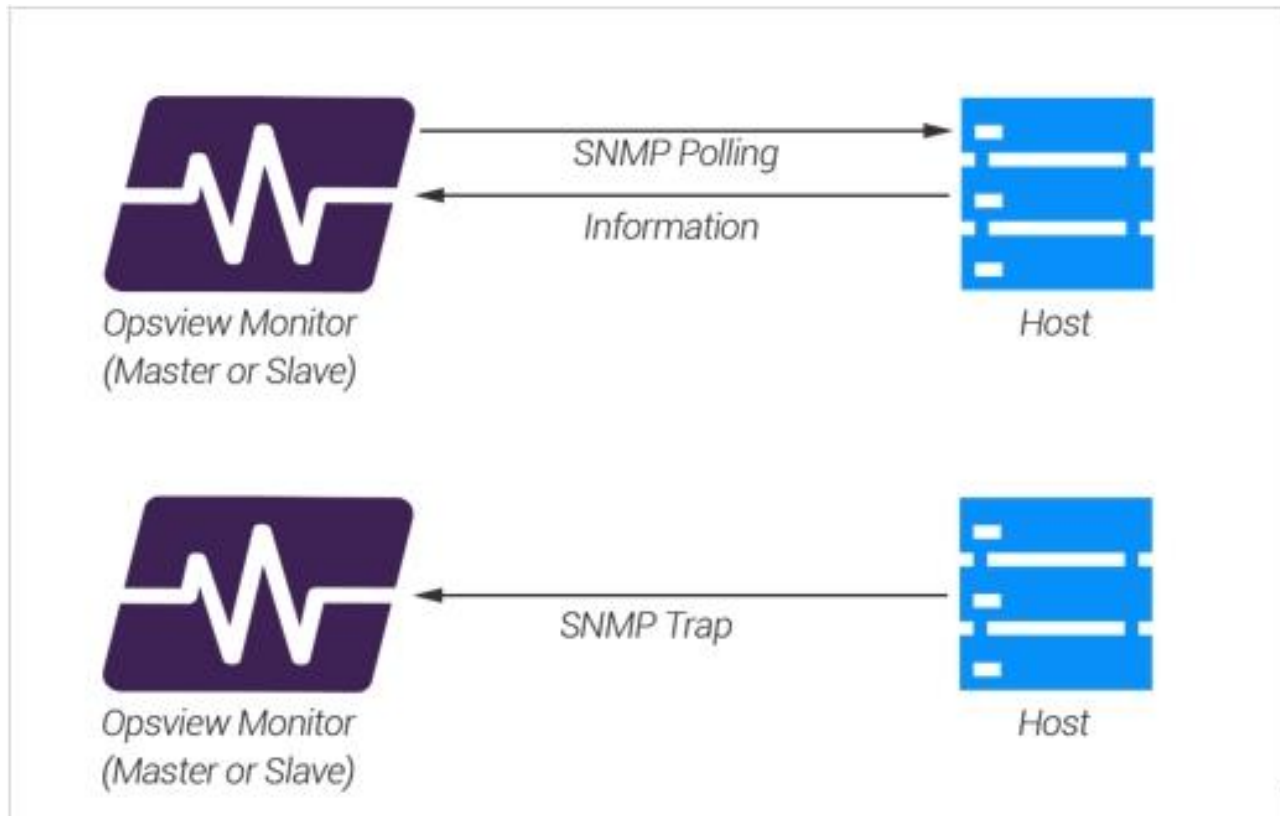 SNMP Polling
Information
Opsview Monitor
(Master or Slave)
Host
SNMP Trap
Opsview Monitor
(Master or Slave)
Host